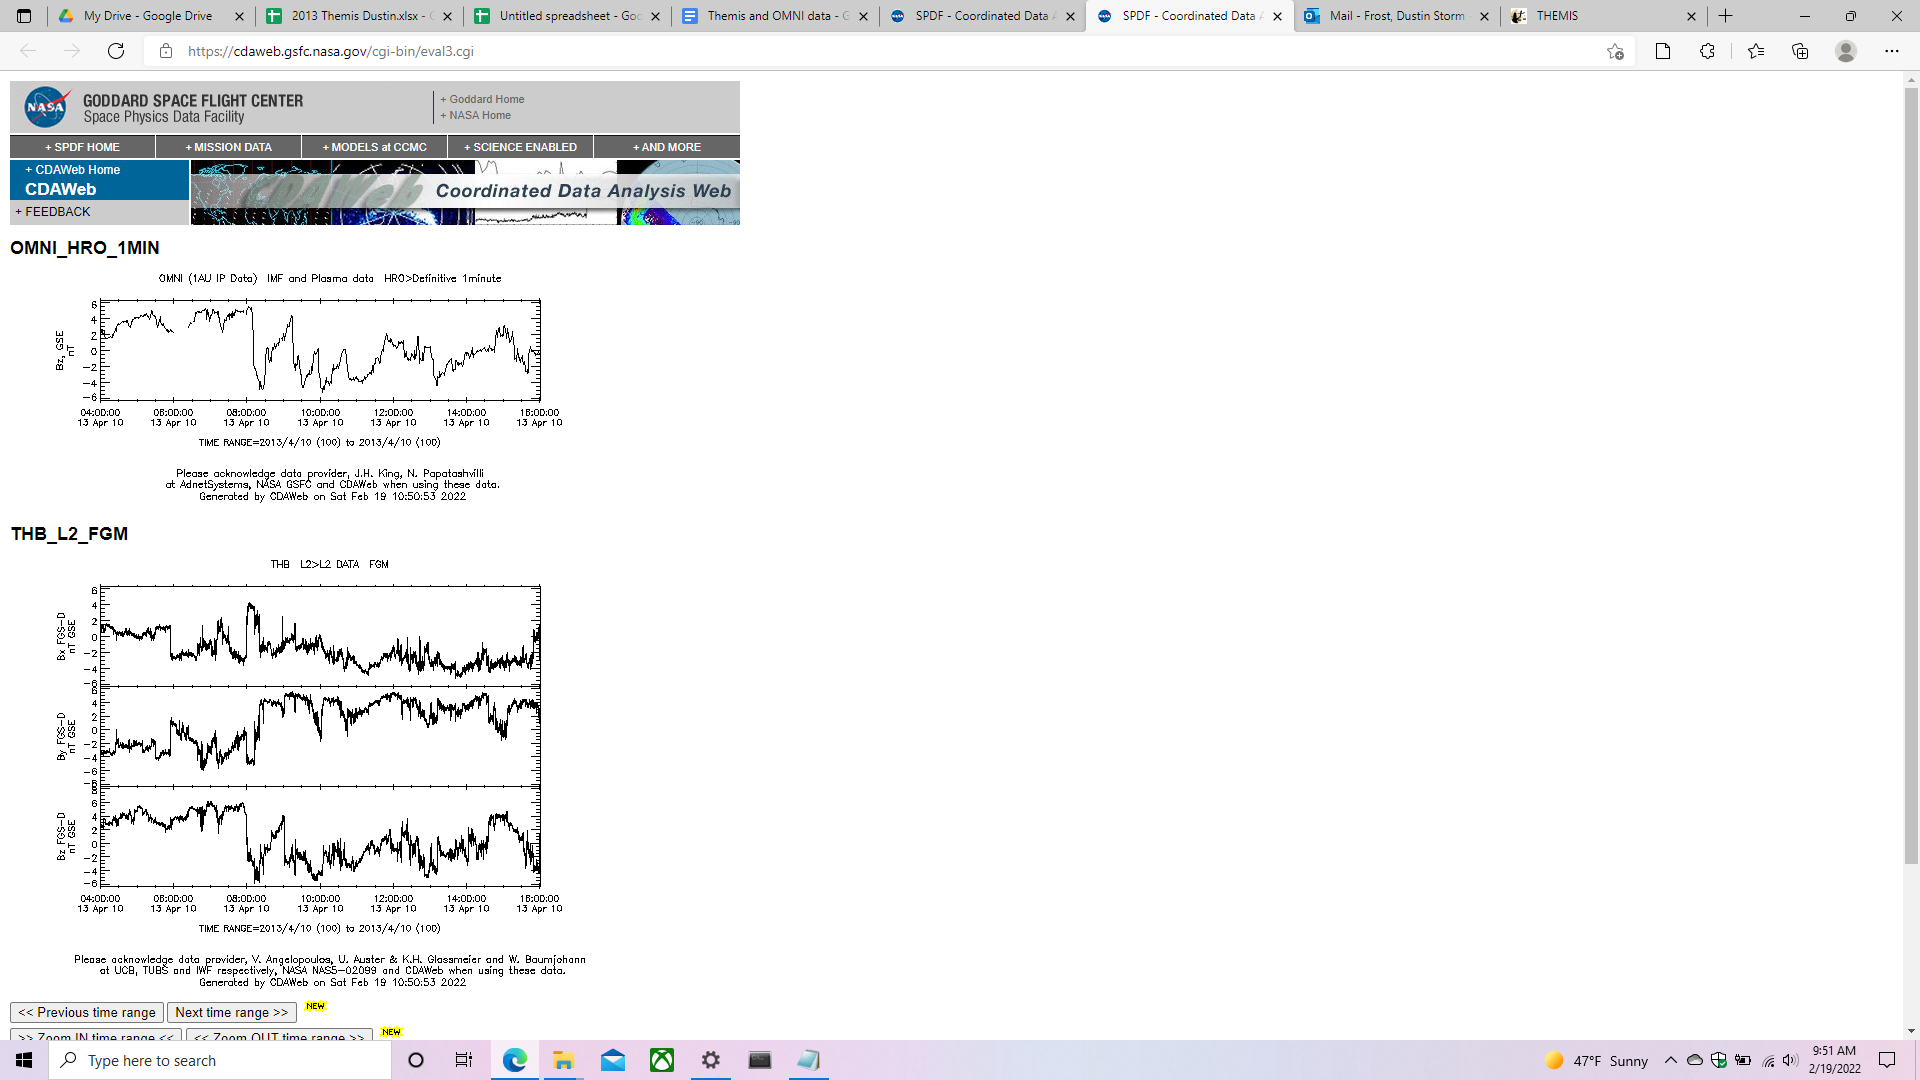 My Drive - Google Drive
2013 Themis Dustin.xlsx - G
Untitled spreadsheet - Goo
Themis and OMNI data - G
SPDF - Coordinated Data A
SPDF - Coordinated Data A
Mail - Frost, Dustin Storm
THEMIS
https://cdaweb.gsfc.nasa.gov/cgi-bin/eval3.cgi
NASA
GODDARD SPACE FLIGHT CENTER
Space Physics Data Facility
+ Goddard Home
+ NASA Home
+ SPDF HOME
+ MISSION DATA
+ MODELS at CCMC
+ SCIENCE ENABLED
+ AND MORE
+ CDAWeb Home
CDAWeb
+ FEEDBACK
Coordinated Data Analysis Web
OMNI_HRO_1MIN
OMNI (1AU IP Data) IMF and Plasma data HRO>Definitive 1minute
Bz, GSE
nT
6
4
2
0
-2
-4
-6
04:00:00 06:00:00 08:00:00 10:00:00 12:00:00 14:00:00 16:00:00
13 Apr 10 13 Apr 10 13 Apr 10 13 Apr 10 13 Apr 10 13 Apr 10 13 Apr 10
TIME RANGE=2013/4/10 (100) to 2013/4/10 (100)
Please acknowledge data provider, J.H. King, N. Papatashvilli
at AdnetSystems, NASA GSFC and CDAWeb when using these data.
Generated by CDAWeb on Sat Feb 19 10:50:53 2022
THB_L2_FGM
THB L2>L2 DATA FGM
Bx FGS-D
nT GSE
6
4
2
0
-2
-4
-6
By FGS-D
nT GSE
6
4
2
0
-2
-4
-6
-8
Bz FGS-D
nT GSE
8
6
4
2
0
-2
-4
-6
04:00:00 06:00:00 08:00:00 10:00:00 12:00:00 14:00:00 16:00:00
13 Apr 10 13 Apr 10 13 Apr 10 13 Apr 10 13 Apr 10 13 Apr 10 13 Apr 10
TIME RANGE=2013/4/10 (100) to 2013/4/10 (100)
Please acknowledge data provider, V. Angelopoulos, U. Auster & K.H. Glassmeier and W. Baumjohann
at UCB, TUBS and IWF respectively, NASA NAS5-02099 and CDAWeb when using these data.
Generated by CDAWeb on Sat Feb 19 10:50:53 2022
<< Previous time range
Next time range >>
NEW
>> Zoom IN time range <<
<< Zoom OUT time range >>
NEW
Type here to search
47°F Sunny
9:51 AM
2/19/2022